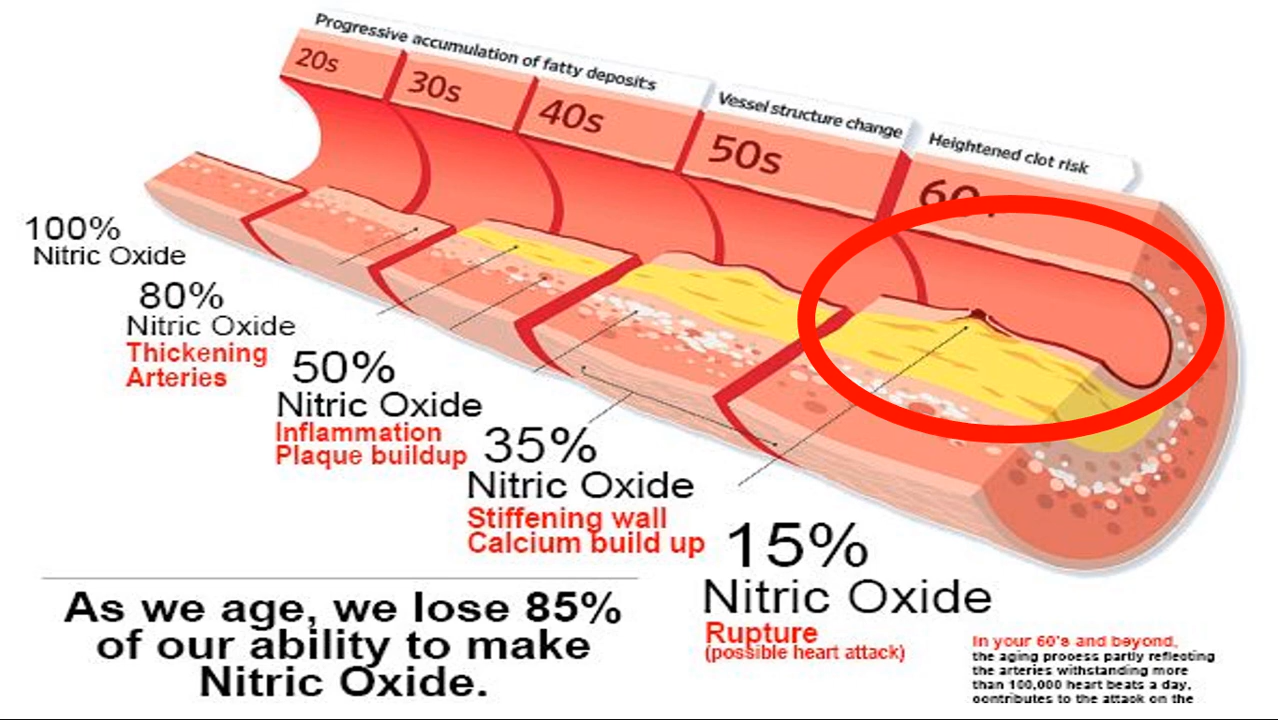 Progressive accumulation of fatty deposits
Vessel structure change
Heightened clot risk
20s
30s
40s
50s
100%
Nitric Oxide
80%
Nitric Oxide
Thickening
Arteries
50%
Nitric Oxide
Inflammation
Plaque buildup
35%
Nitric Oxide
Stiffening wall
Calcium build up
15%
Nitric Oxide
Rupture
(possible heart attack)
As we age, we lose 85%
of our ability to make
Nitric Oxide.
In your 60's and beyond,
the aging process partly reflecting
the arteries withstanding more
than 100,000 heart beats a day,
contributes to the attack on the